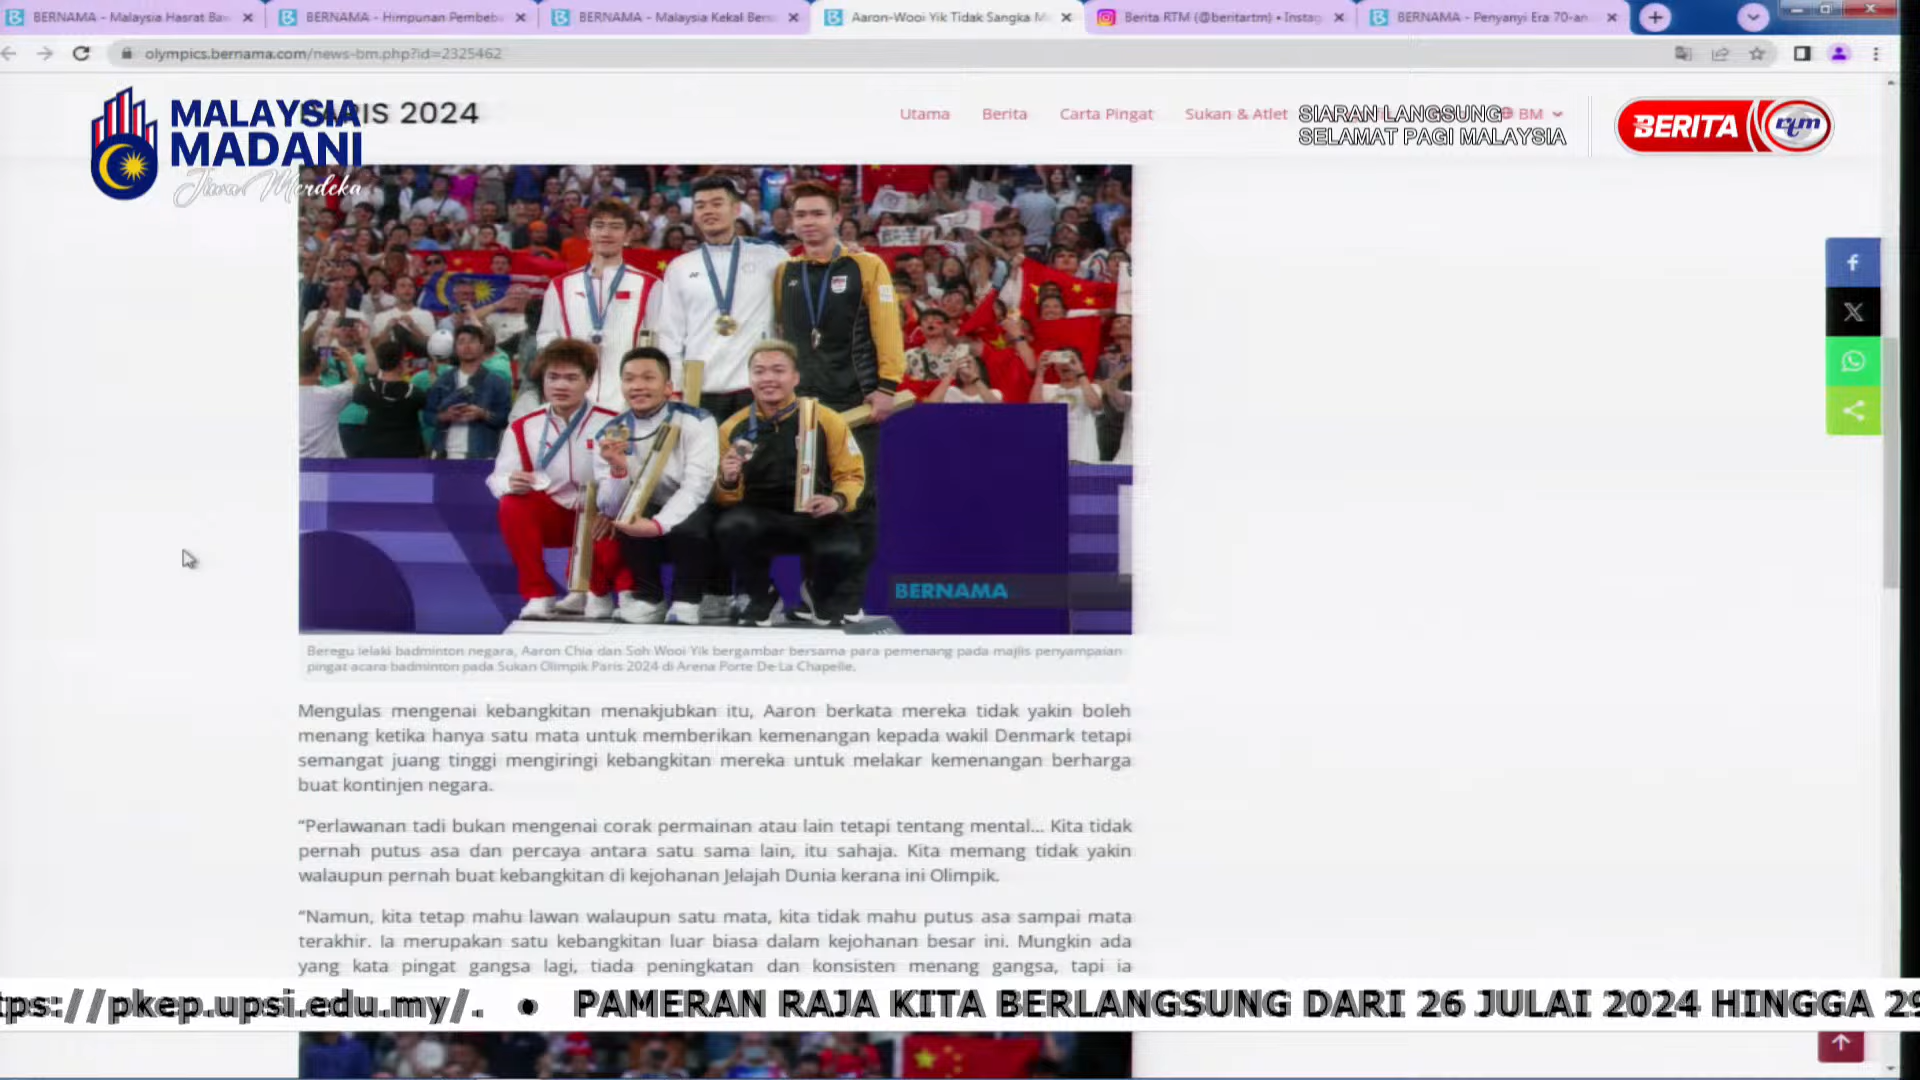 BERNAMA - Malaysia Hasrat Ba
BERNAMA - Himpunan Pembeb
BERNAMA - Malaysia Kekal Ber
Aaron-Wooi Yik Tidak Sangka M
Berita RTM (@beritartm) • Instag
BERNAMA - Penyanyi Era 70-an
olympics.bernama.com/news-bm.php?id=2325462
MALAYSIA
MADANI
Jiwa Merdeka
PARIS 2024
Utama
Berita
Carta Pingat
Sukan & Atlet
BM
SIARAN LANGSUNG
SELAMAT PAGI MALAYSIA
BERITA rtm
BERNAMA
Beregu lelaki badminton negara, Aaron Chia dan Soh Wooi Yik bergambar bersama para pemenang pada majlis penyampaian
pingat acara badminton pada Sukan Olimpik Paris 2024 di Arena Porte De La Chapelle.
Mengulas mengenai kebangkitan menakjubkan itu, Aaron berkata mereka tidak yakin boleh
menang ketika hanya satu mata untuk memberikan kemenangan kepada wakil Denmark tetapi
semangat juang tinggi mengiringi kebangkitan mereka untuk melakar kemenangan berharga
buat kontinjen negara.
“Perlawanan tadi bukan mengenai corak permainan atau lain tetapi tentang mental... Kita tidak
pernah putus asa dan percaya antara satu sama lain, itu sahaja. Kita memang tidak yakin
walaupun pernah buat kebangkitan di kejohanan Jelajah Dunia kerana ini Olimpik.
“Namun, kita tetap mahu lawan walaupun satu mata, kita tidak mahu putus asa sampai mata
terakhir. Ia merupakan satu kebangkitan luar biasa dalam kejohanan besar ini. Mungkin ada
yang kata pingat gangsa lagi, tiada peningkatan dan konsisten menang gangsa, tapi ia
tps://pkep.upsi.edu.my/. • PAMERAN RAJA KITA BERLANGSUNG DARI 26 JULAI 2024 HINGGA 29